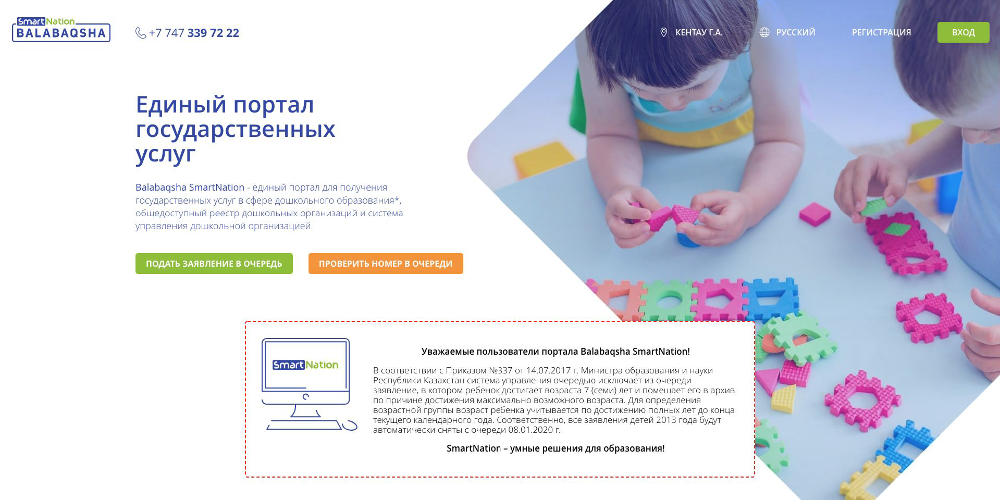 SmartNation
BALABAQSHA
+7 747 339 72 22
КЕНТАУ Г.А.
РУССКИЙ
РЕГИСТРАЦИЯ
ВХОД
Единый портал
государственных
услуг
Balabaqsha SmartNation - единый портал для получения
государственных услуг в сфере дошкольного образования*,
общедоступный реестр дошкольных организаций и система
управления дошкольной организацией.
ПОДАТЬ ЗАЯВЛЕНИЕ В ОЧЕРЕДЬ
ПРОВЕРИТЬ НОМЕР В ОЧЕРЕДИ
SmartNation
Уважаемые пользователи портала Balabaqsha SmartNation!
В соответствии с Приказом №337 от 14.07.2017 г. Министра образования и науки
Республики Казахстан система управления очередью исключает из очереди
заявление, в котором ребенок достигает возраста 7 (семи) лет и помещает его в архив
по причине достижения максимально возможного возраста. Для определения
возрастной группы возраст ребенка учитывается по достижению полных лет до конца
текущего календарного года. Соответственно, все заявления детей 2013 года будут
автоматически сняты с очереди 08.01.2020 г.
SmartNation – умные решения для образования!